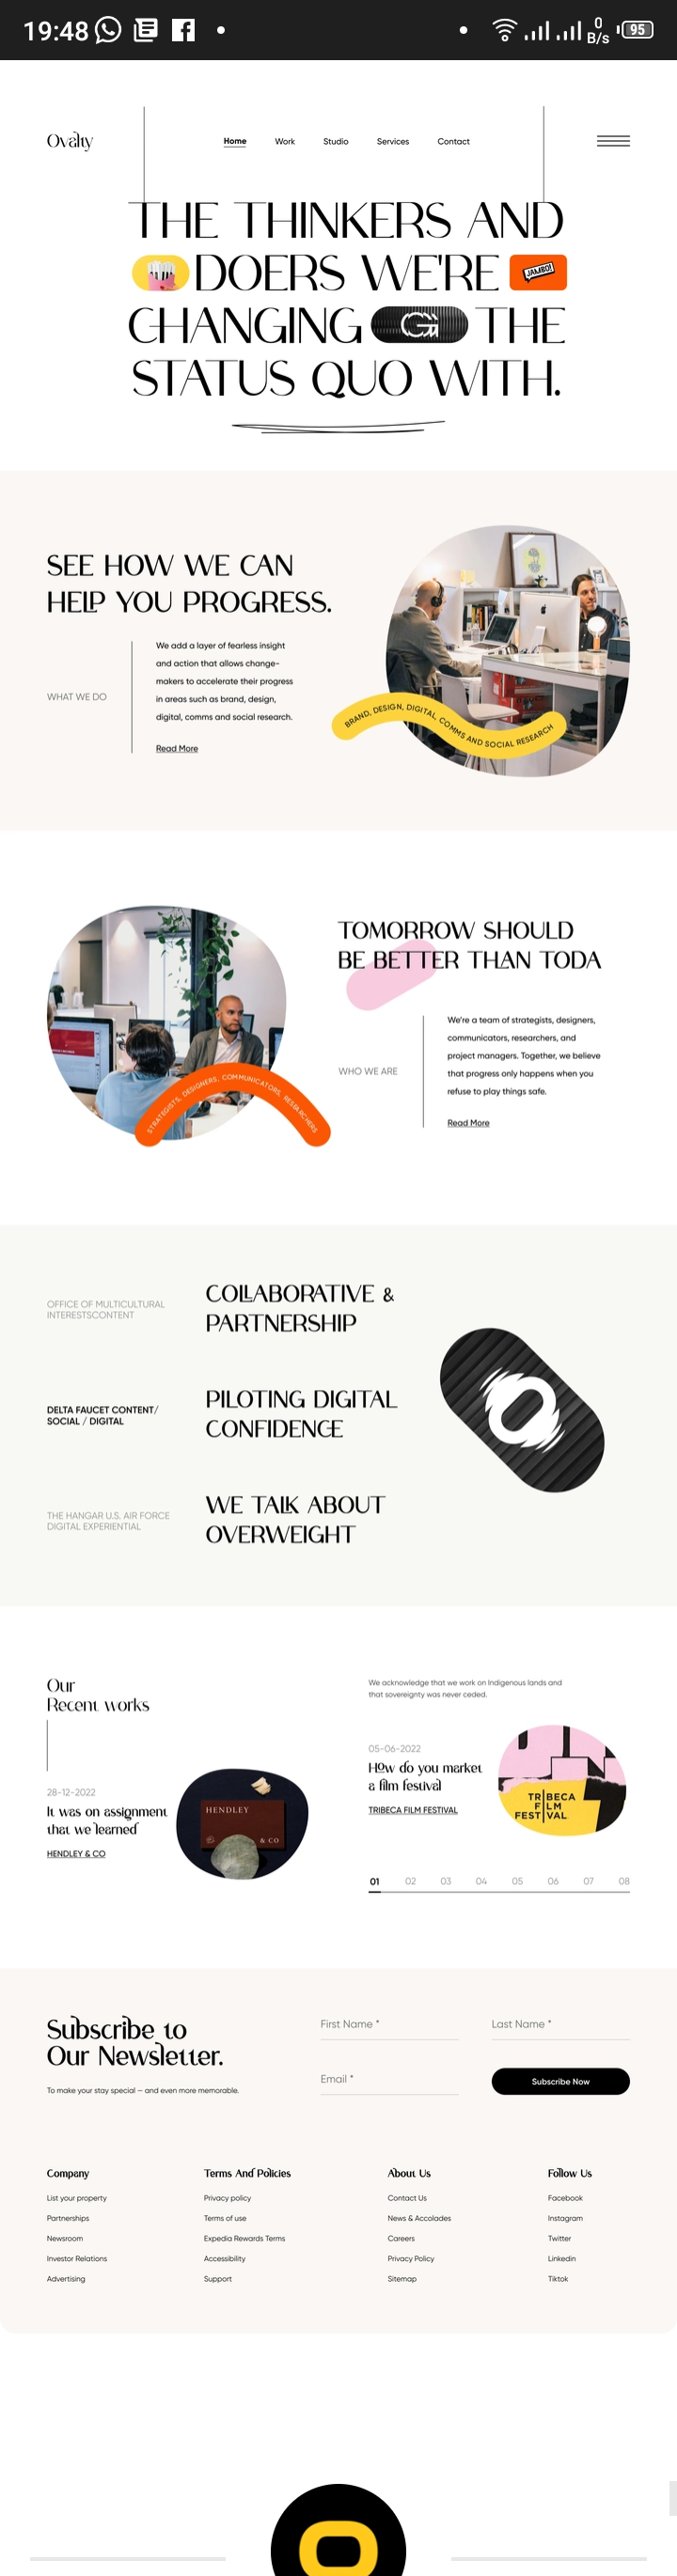 19:48
0
B/s
95
Ovalty
Home Work Studio Services Contact
THE THINKERS AND
DOERS WE'RE JAMBO!
CHANGING G THE
STATUS QUO WITH.
SEE HOW WE CAN
HELP YOU PROGRESS.
WHAT WE DO
We add a layer of fearless insight
and action that allows change-
makers to accelerate their progress
in areas such as brand, design,
digital, comms and social research.
Read More
BRAND, DESIGN, DIGITAL, COMMS AND SOCIAL RESEARCH
TOMORROW SHOULD
BE BETTER THAN TODA
WHO WE ARE
We're a team of strategists, designers,
communicators, researchers, and
project managers. Together, we believe
that progress only happens when you
refuse to play things safe.
Read More
STRATEGISTS, DESIGNERS, COMMUNICATORS, RESEARCHERS
OFFICE OF MULTICULTURAL
INTERESTSCONTENT
COLLABORATIVE &
PARTNERSHIP
DELTA FAUCET CONTENT/
SOCIAL / DIGITAL
PILOTING DIGITAL
CONFIDENCE
THE HANGAR U.S. AIR FORCE
DIGITAL EXPERIENTIAL
WE TALK ABOUT
OVERWEIGHT
Our
Recent works
28-12-2022
It was on assignment
that we learned
HENDLEY & CO
HENDLEY
& CO
We acknowledge that we work on Indigenous lands and
that sovereignty was never ceded.
05-06-2022
How do you market
a film festival
TRIBECA FILM FESTIVAL
TRIBECA
FILM
FESTIVAL
01 02 03 04 05 06 07 08
Subscribe to
Our Newsletter.
To make your stay special — and even more memorable.
First Name * Last Name *
Email * Subscribe Now
Company
List your property
Partnerships
Newsroom
Investor Relations
Advertising
Terms And Policies
Privacy policy
Terms of use
Expedia Rewards Terms
Accessibility
Support
About Us
Contact Us
News & Accolades
Careers
Privacy Policy
Sitemap
Follow Us
Facebook
Instagram
Twitter
Linkedin
Tiktok